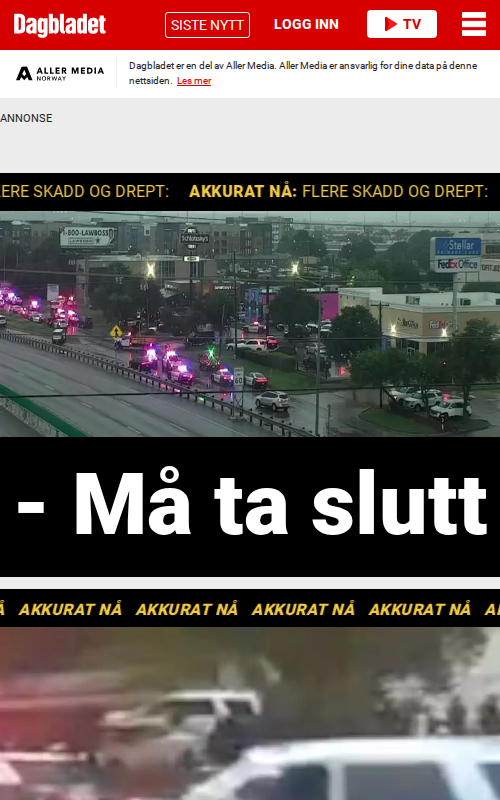 Dagbladet
SISTE NYTT
LOGG INN
TV
ALLER MEDIA
NORWAY
Dagbladet er en del av Aller Media. Aller Media er ansvarlig for dine data på denne
nettsiden. Les mer
ANNONSE
ERE SKADD OG DREPT: AKKURAT NÅ: FLERE SKADD OG DREPT:
1-800-LAWBOSS
Schlotzsky's
Stellar
FedEx Office
- Må ta slutt
Å AKKURAT NÅ AKKURAT NÅ AKKURAT NÅ AKKURAT NÅ